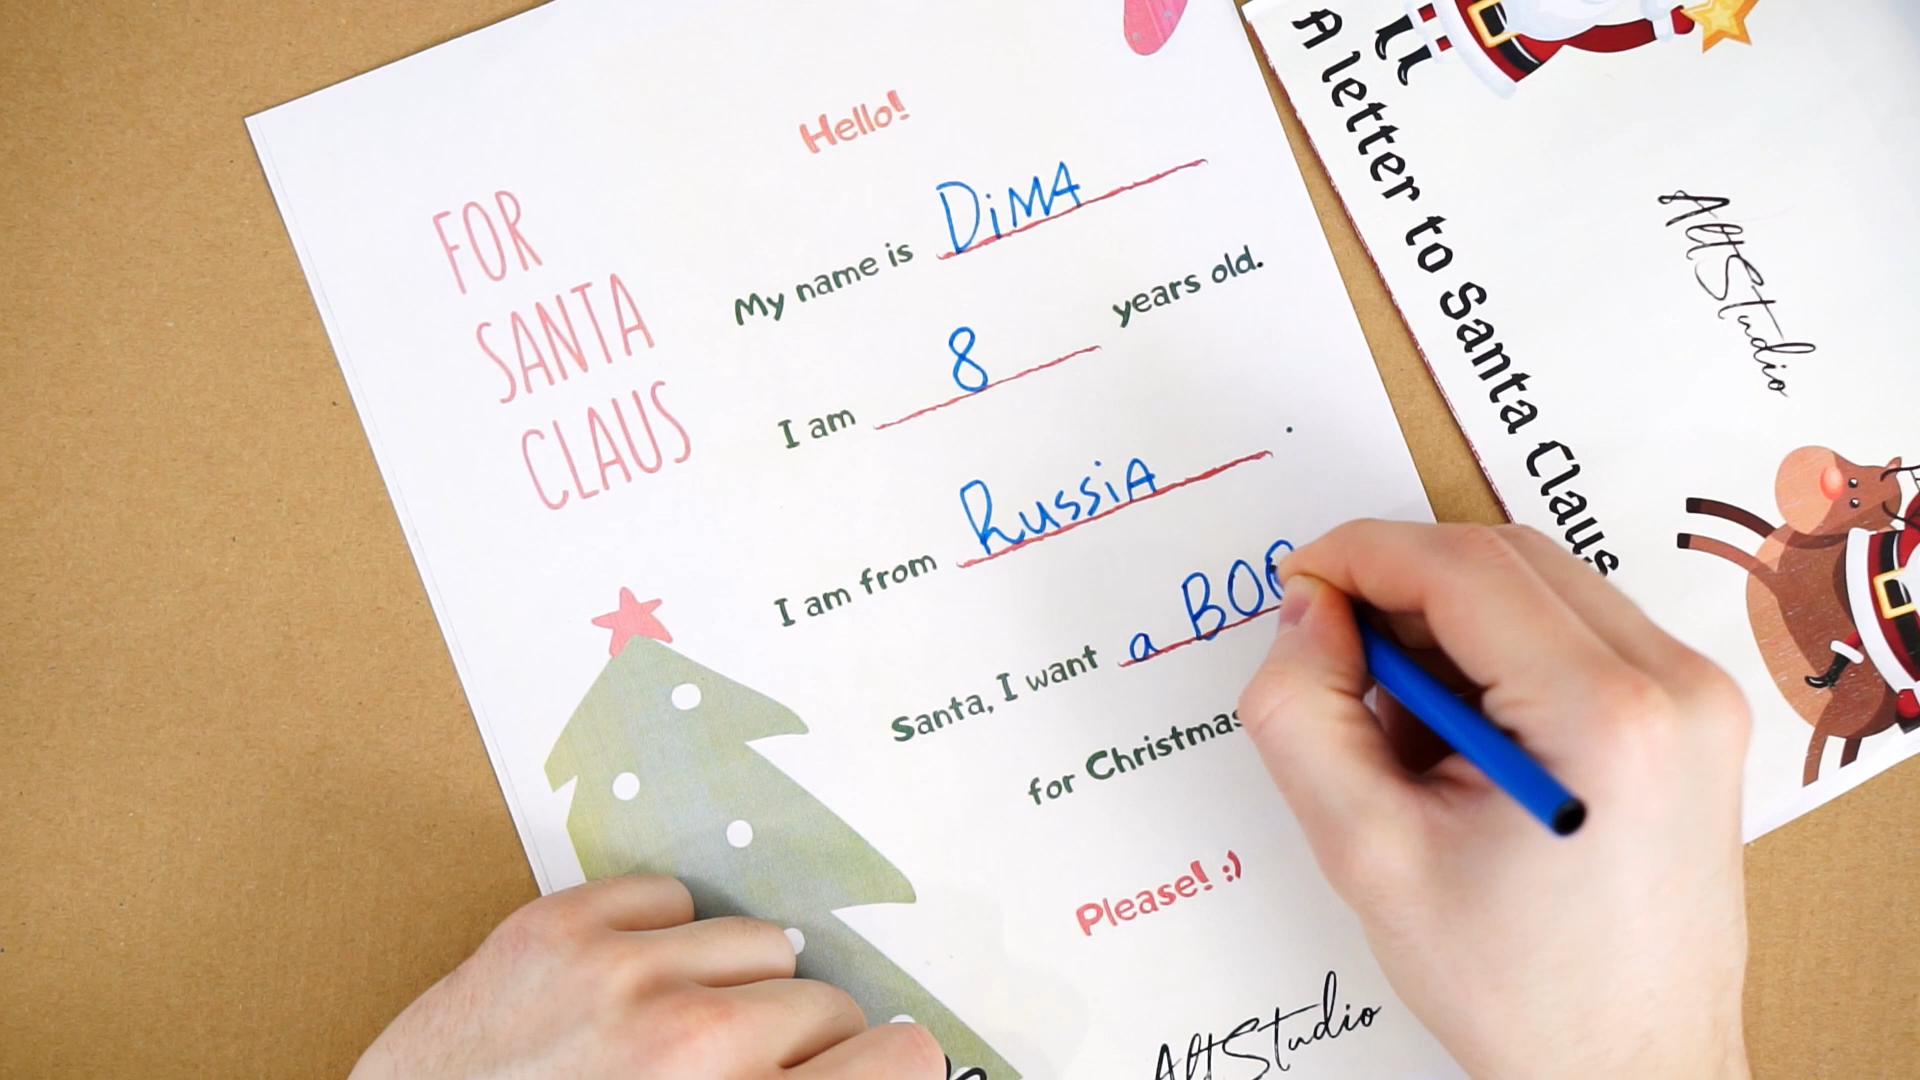 Hello!
FOR
SANTA
CLAUS
My name is DiMA
I am 8 years old.
I am from RussiA .
Santa, I want a BOO
for Christmas
Please! :)
AltStudio
A letter to Santa Claus
AltStudio